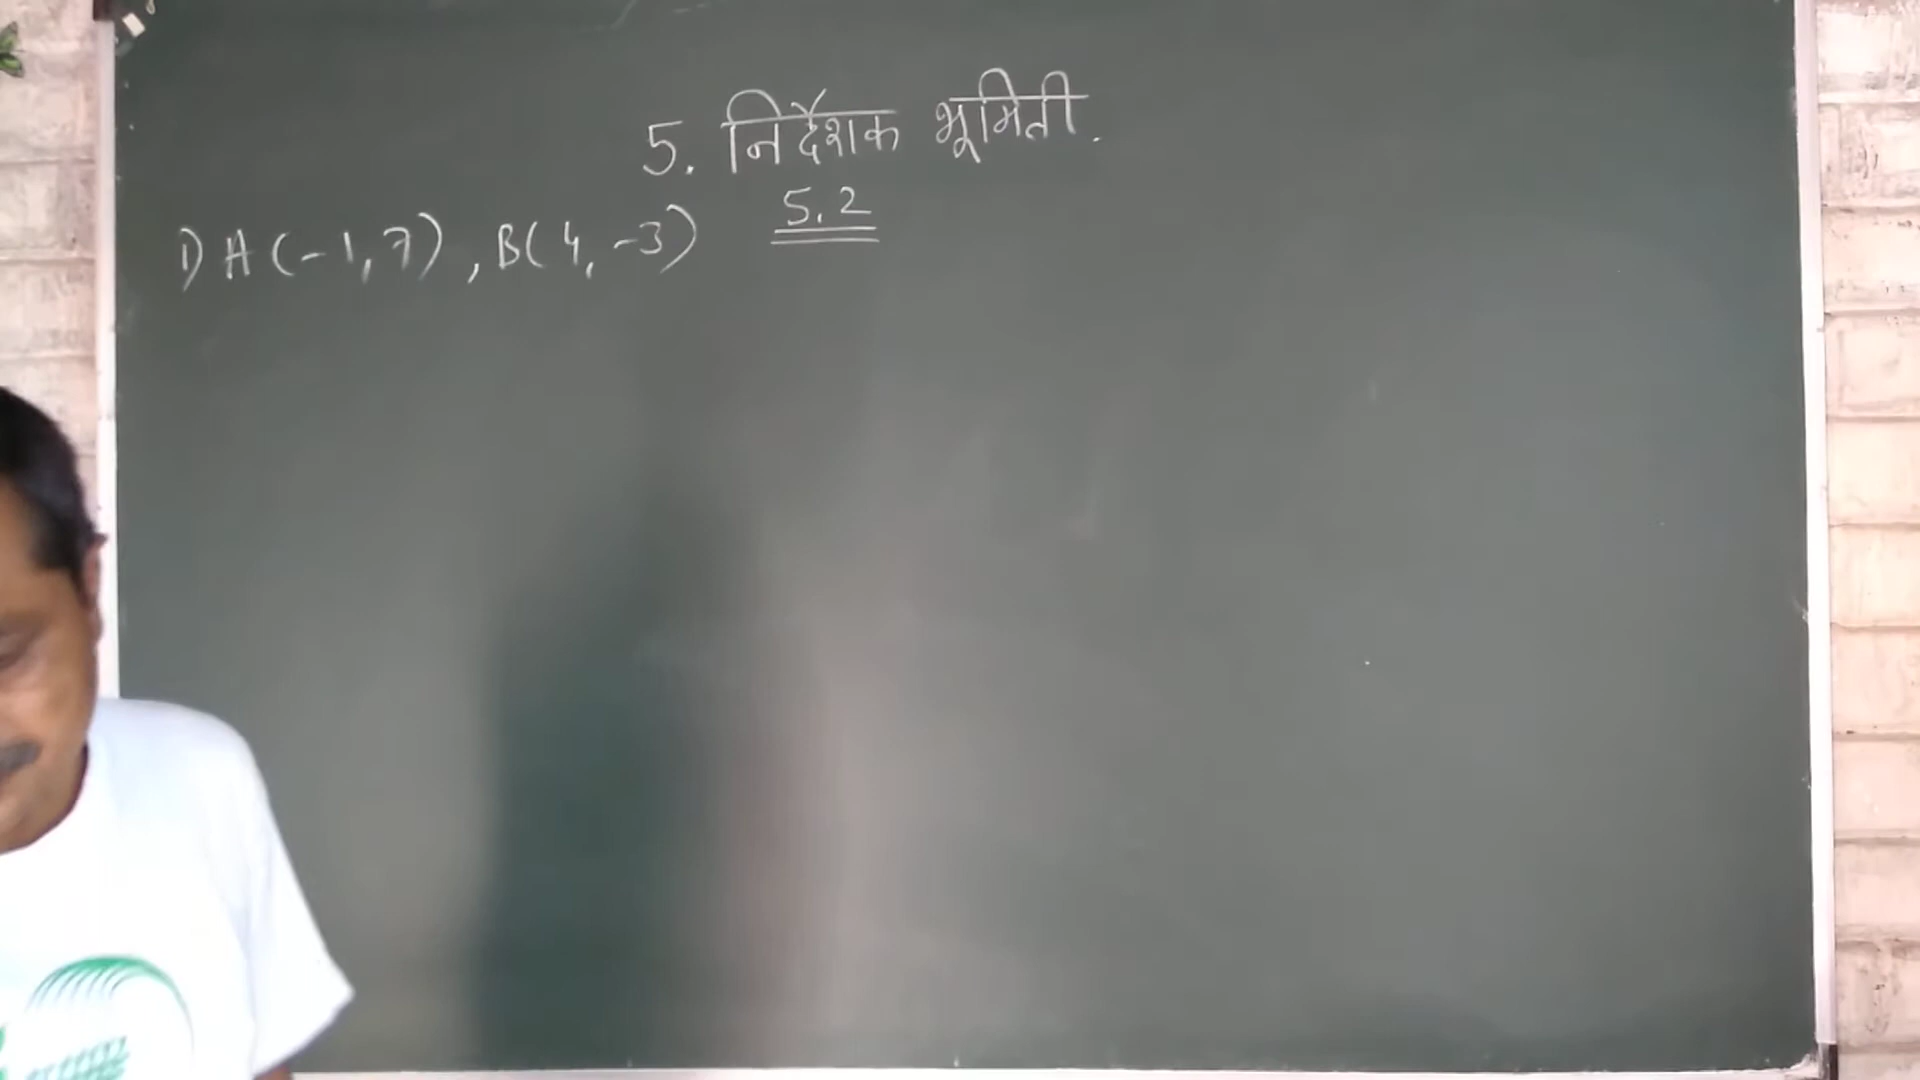 5. निर्देशक भूमिती.
5.2
1) A(-1,7), B(4,-3)